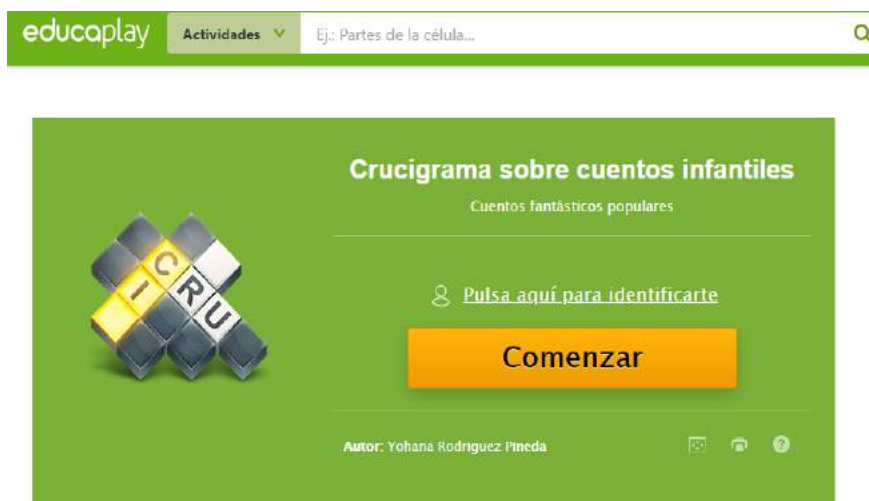 educaplay Actividades Ej.: Partes de la célula...
Crucigrama sobre cuentos infantiles
Cuentos fantásticos populares
C
I R
U
Pulsa aquí para identificarte
Comenzar
Autor: Yohana Rodriguez Pineda
?